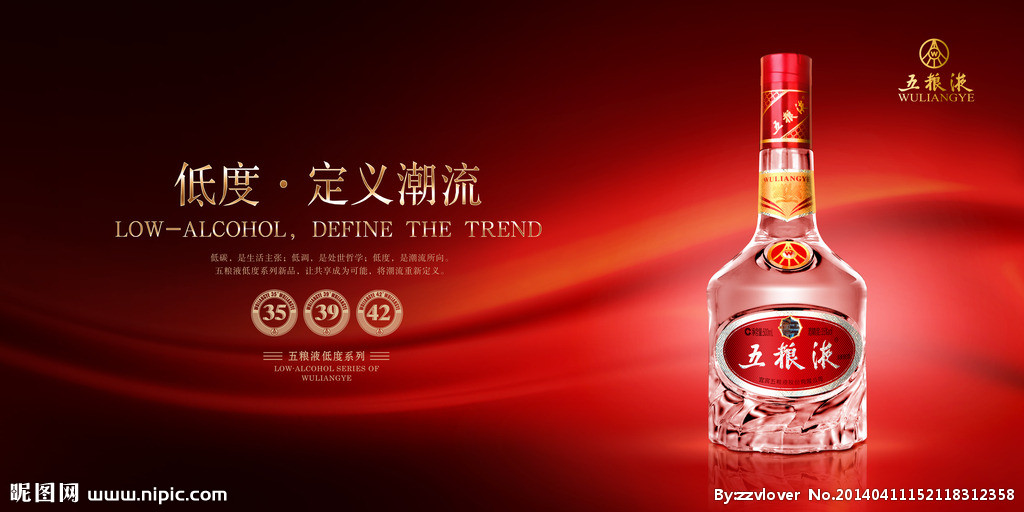 五粮液
WULIANGYE
五粮液
WULIANGYE
低度·定义潮流
LOW-ALCOHOL, DEFINE THE TREND
低碳，是生活主张；低调，是处世哲学；低度，是潮流所向。
五粮液低度系列新品，让共享成为可能，将潮流重新定义。
35 39 42
五粮液低度系列
LOW-ALCOHOL SERIES OF
WULIANGYE
五粮液
昵图网 www.nipic.com
By:zzvlover No.20140411152118312358